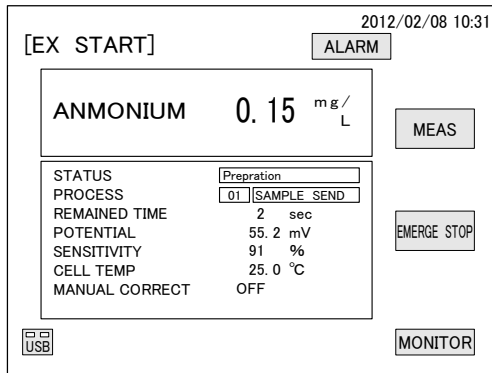 2012/02/08 10:31
[EX START]
ALARM
ANMONIUM 0.15 mg/L
MEAS
STATUS Prepration
PROCESS 01 SAMPLE SEND
REMAINED TIME 2 sec
POTENTIAL 55.2 mV
SENSITIVITY 91 %
CELL TEMP 25.0 ℃
MANUAL CORRECT OFF
EMERGE STOP
USB
MONITOR